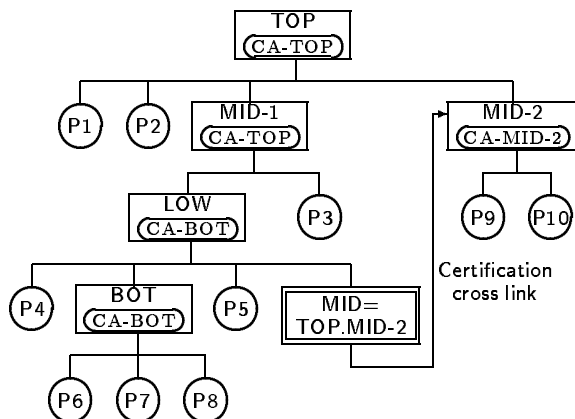 TOP
CA-TOP
P1
P2
MID-1
CA-TOP
MID-2
CA-MID-2
LOW
CA-BOT
P3
P9
P10
P4
BOT
CA-BOT
P5
MID=
TOP.MID-2
Certification
cross link
P6
P7
P8